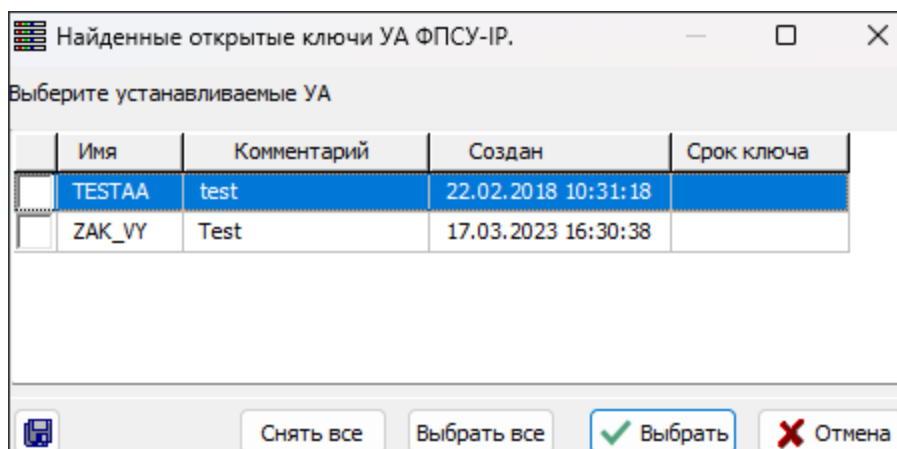 Найденные открытые ключи УА ФПСУ-IP.
Выберите устанавливаемые УА
Имя Комментарий Создан Срок ключа
TESTAA test 22.02.2018 10:31:18
ZAK_VY Test 17.03.2023 16:30:38
Снять все Выбрать все Выбрать Отмена